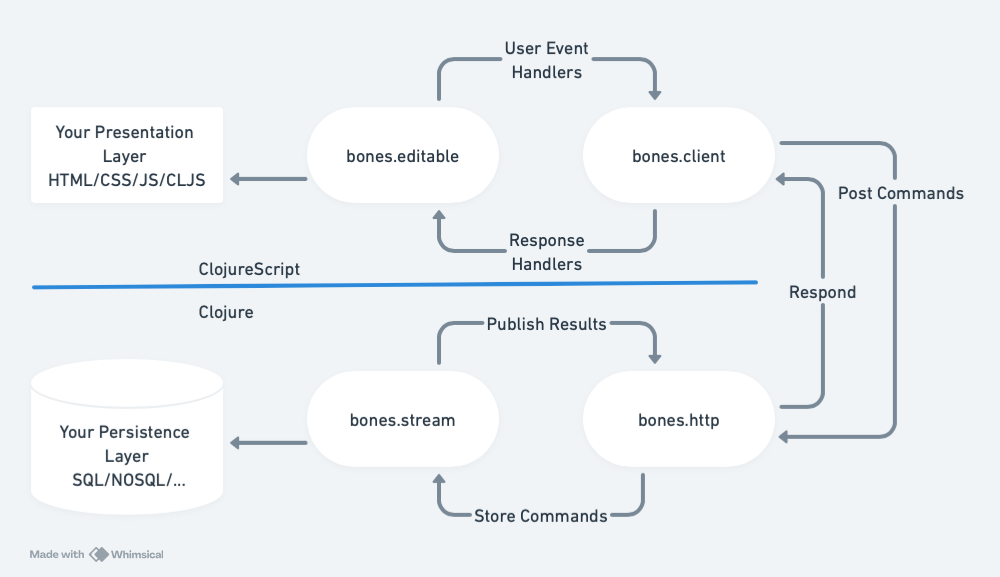 User Event
Handlers
Your Presentation
Layer
HTML/CSS/JS/CLJS
bones.editable
bones.client
Post Commands
Response
Handlers
ClojureScript
Respond
Clojure
Publish Results
bones.stream
bones.http
Your Persistence
Layer
SQL/NOSQL/...
Store Commands
Made with Whimsical